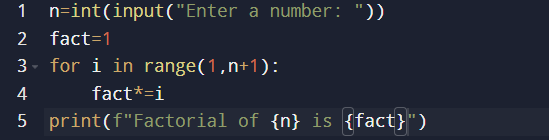 1 n=int(input("Enter a number: "))
2 fact=1
3 for i in range(1,n+1):
4     fact*=i
5 print(f"Factorial of {n} is {fact}")